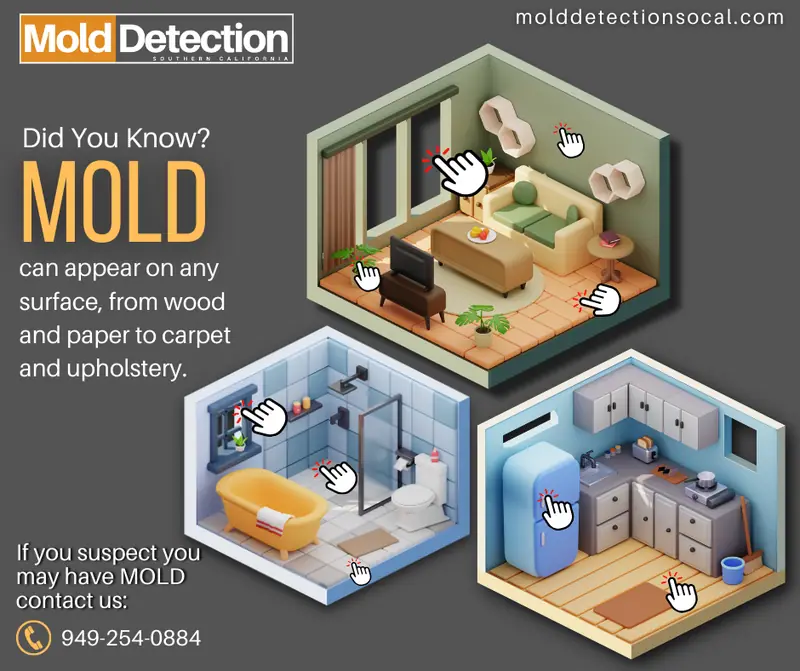 Mold Detection
SOUTHERN CALIFORNIA
molddetectionsocal.com
Did You Know?
MOLD
can appear on any
surface, from wood
and paper to carpet
and upholstery.
If you suspect you
may have MOLD
contact us:
949-254-0884